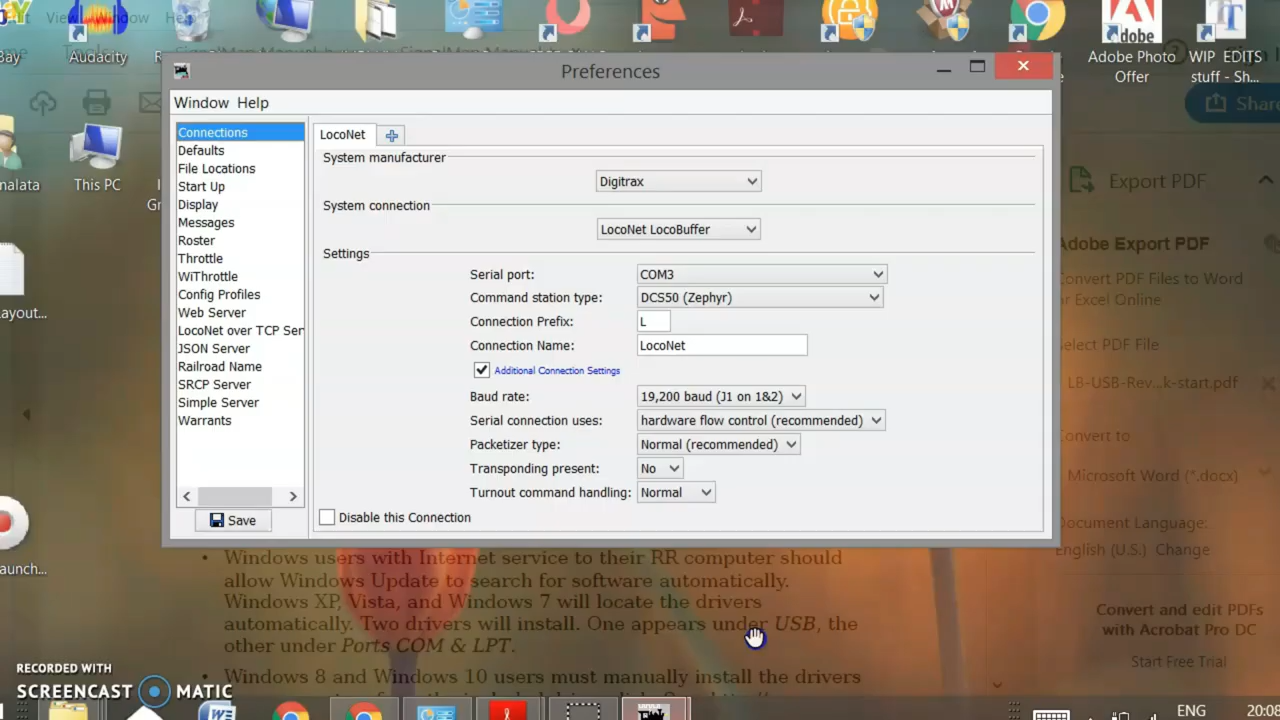 View Window Help
Bay
Audacity
Adobe Photo
Offer
WIP EDITS
stuff - Sh...
Preferences
Window Help
Connections
Defaults
File Locations
Start Up
Display
Messages
Roster
Throttle
WiThrottle
Config Profiles
Web Server
LocoNet over TCP Ser
JSON Server
Railroad Name
SRCP Server
Simple Server
Warrants
Save
LocoNet
System manufacturer
Digitrax
System connection
LocoNet LocoBuffer
Settings
Serial port: COM3
Command station type: DCS50 (Zephyr)
Connection Prefix: L
Connection Name: LocoNet
Additional Connection Settings
Baud rate: 19,200 baud (J1 on 1&2)
Serial connection uses: hardware flow control (recommended)
Packetizer type: Normal (recommended)
Transponding present: No
Turnout command handling: Normal
Disable this Connection
nalata
This PC
ayout...
aunch...
Share
Export PDF
Adobe Export PDF
Convert PDF Files to Word
or Excel Online
elect PDF File
LB-USB-Rev...k-start.pdf
onvert to
Microsoft Word (*.docx)
Document Language:
English (U.S.) Change
Convert and edit PDFs
with Acrobat Pro DC
Start Free Trial
• Windows users with Internet service to their RR computer should
allow Windows Update to search for software automatically.
Windows XP, Vista, and Windows 7 will locate the drivers
automatically. Two drivers will install. One appears under USB, the
other under Ports COM & LPT.
• Windows 8 and Windows 10 users must manually install the drivers
RECORDED WITH
SCREENCAST MATIC
ENG
20:08